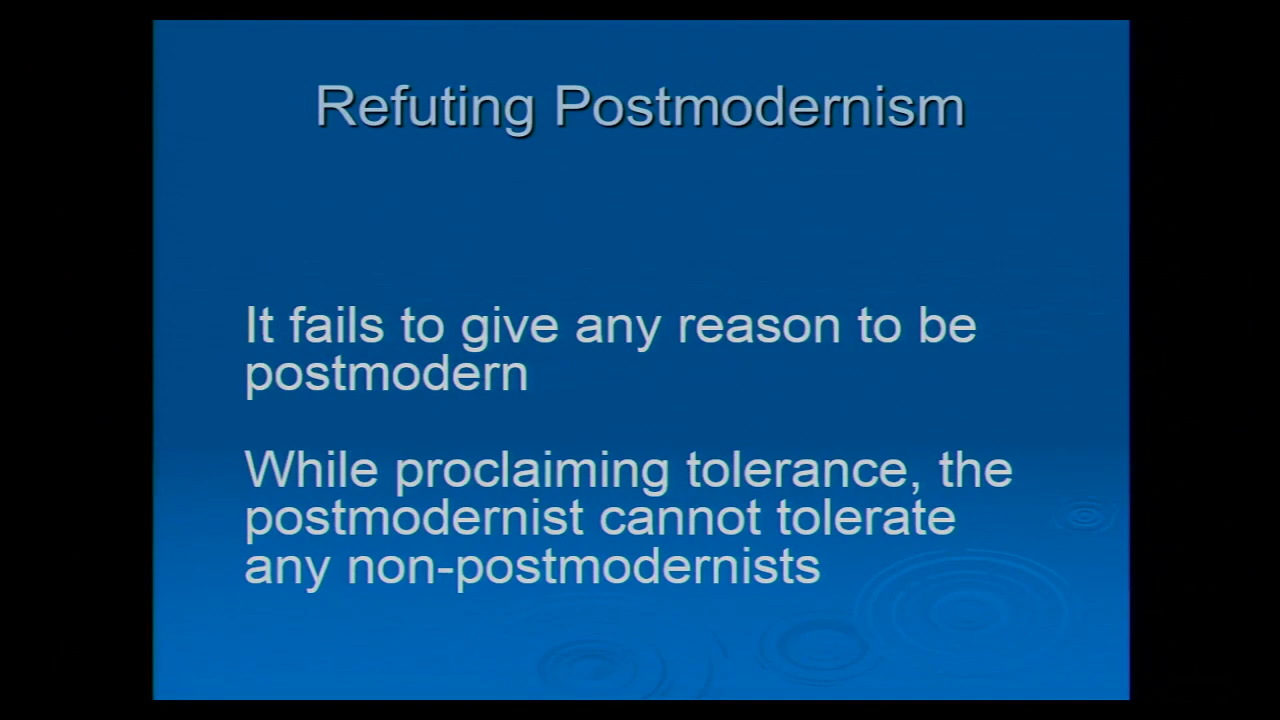 Refuting Postmodernism
It fails to give any reason to be
postmodern
While proclaiming tolerance, the
postmodernist cannot tolerate
any non-postmodernists